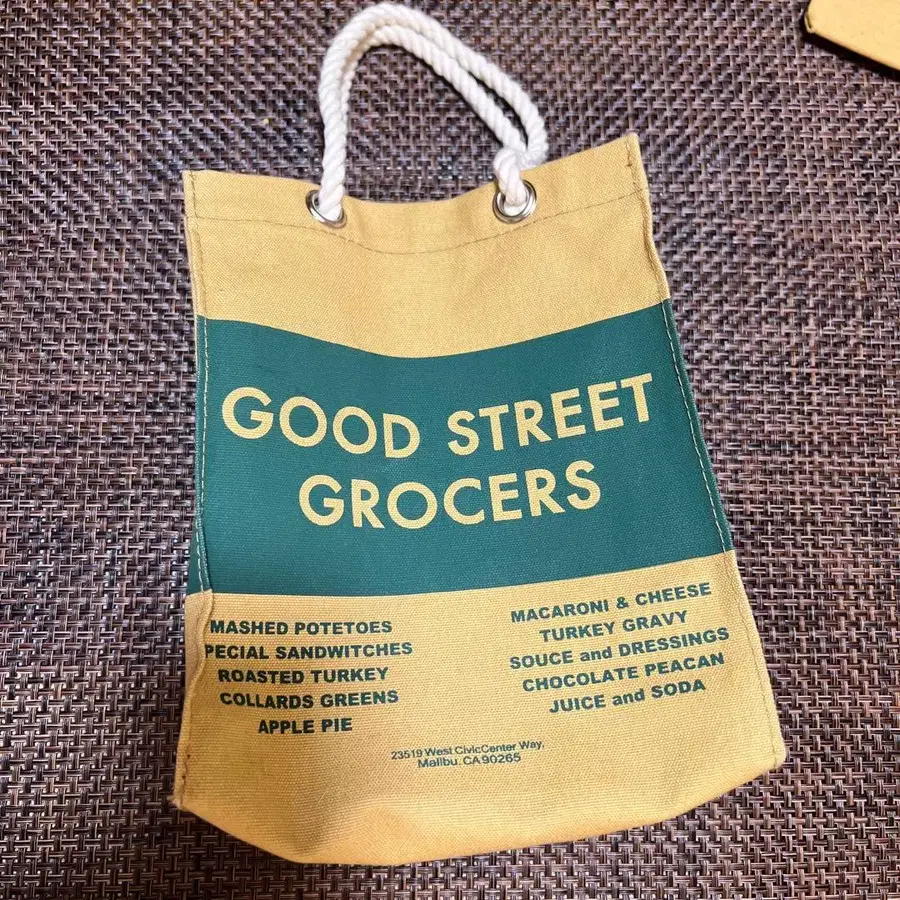 GOOD STREET
GROCERS
MASHED POTETOES
PECIAL SANDWITCHES
ROASTED TURKEY
COLLARDS GREENS
APPLE PIE
MACARONI & CHEESE
TURKEY GRAVY
SOUCE and DRESSINGS
CHOCOLATE PEACAN
JUICE and SODA
23519 West CivicCenter Way,
Malibu. CA 90265